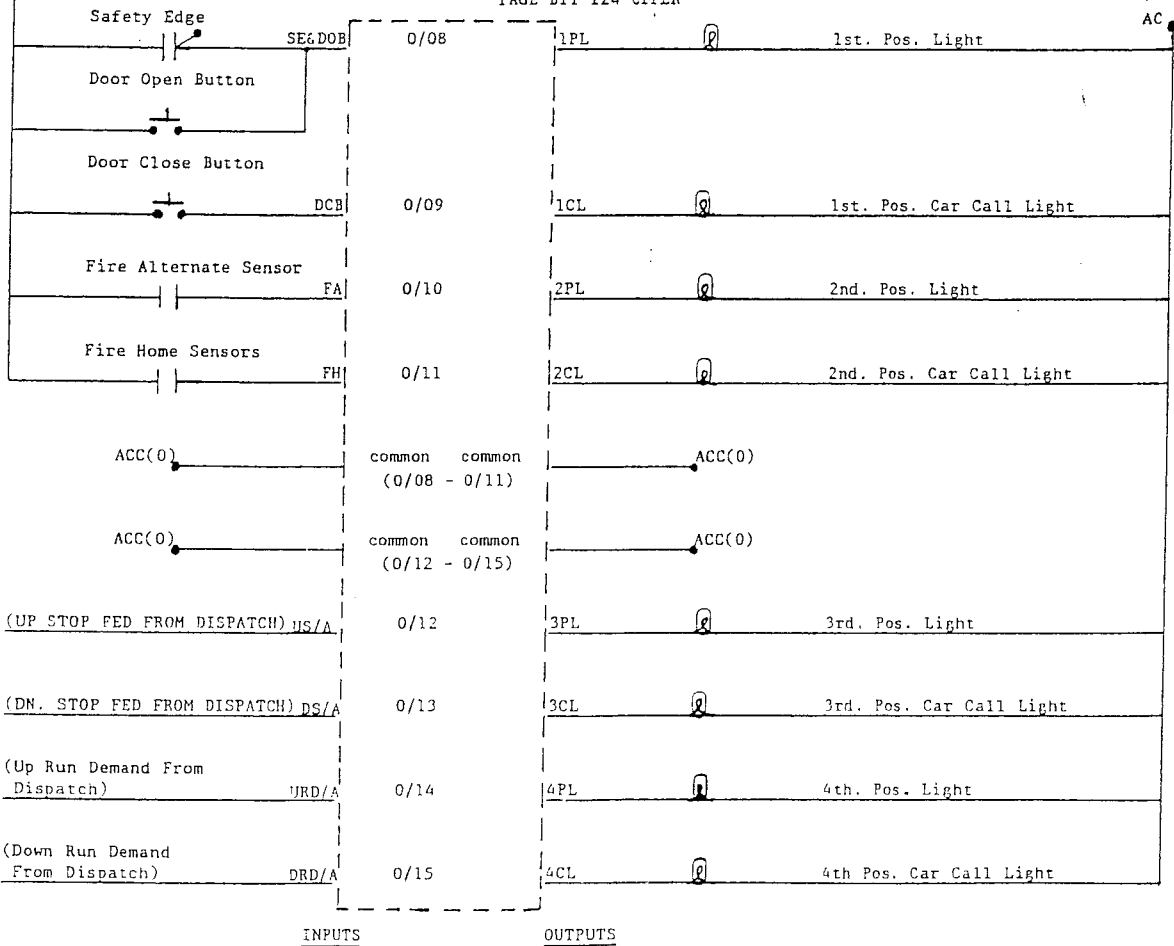 AC
Safety Edge SE&DOB 0/08 1PL 1st. Pos. Light
Door Open Button
Door Close Button
DCB 0/09 1CL 1st. Pos. Car Call Light
Fire Alternate Sensor
FA 0/10 2PL 2nd. Pos. Light
Fire Home Sensors
FH 0/11 2CL 2nd. Pos. Car Call Light
ACC(0) common common ACC(0)
(0/08 - 0/11)
ACC(0) common common ACC(0)
(0/12 - 0/15)
(UP STOP FED FROM DISPATCH) US/A 0/12 3PL 3rd. Pos. Light
(DN. STOP FED FROM DISPATCH) DS/A 0/13 3CL 3rd. Pos. Car Call Light
(Up Run Demand From
Dispatch) URD/A 0/14 4PL 4th. Pos. Light
(Down Run Demand
From Dispatch) DRD/A 0/15 4CL 4th Pos. Car Call Light
INPUTS OUTPUTS